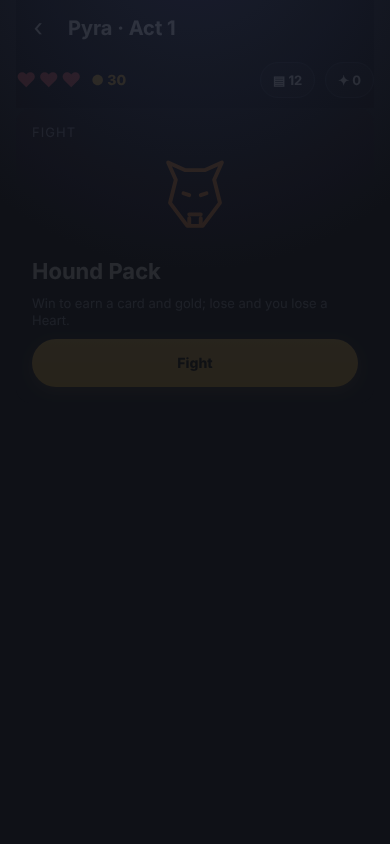 Pyra · Act 1
30
12
0
FIGHT
Hound Pack
Win to earn a card and gold; lose and you lose a
Heart.
Fight